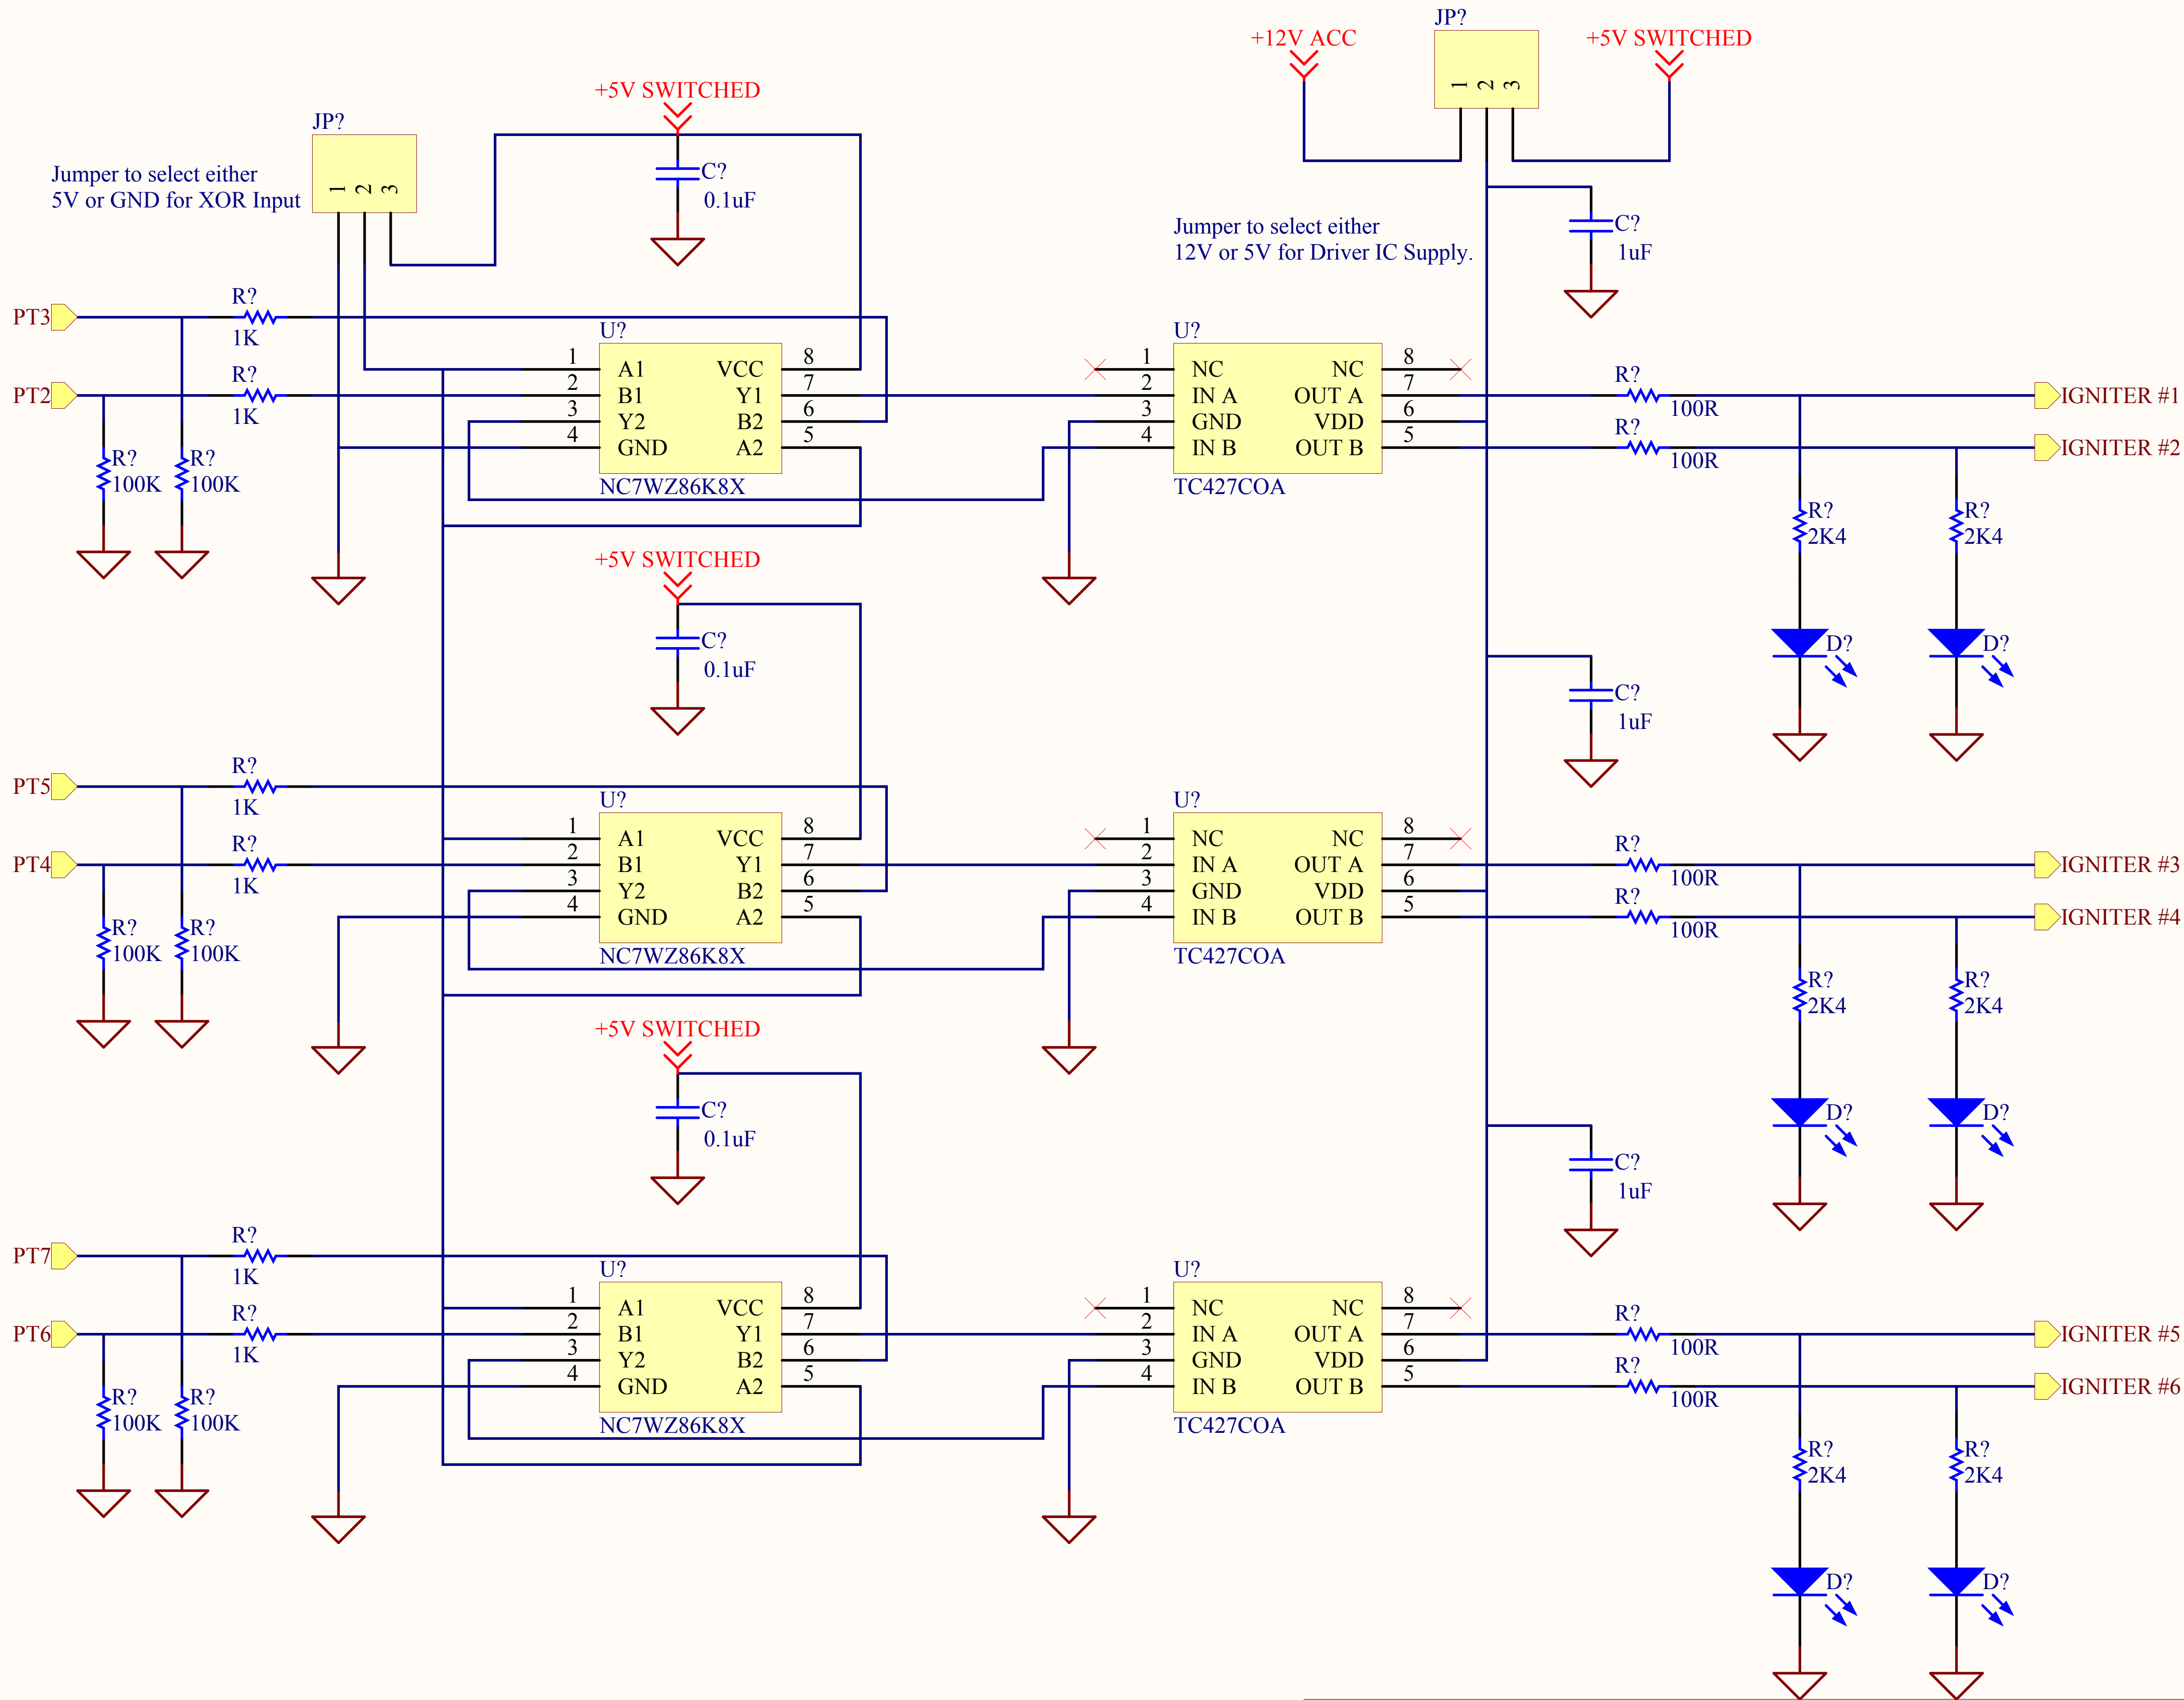 JP?
+12V ACC
+5V SWITCHED
1 2 3
+5V SWITCHED
JP?
Jumper to select either
5V or GND for XOR Input
1 2 3
C?
0.1uF
Jumper to select either
12V or 5V for Driver IC Supply.
C?
1uF
PT3
R?
1K
PT2
R?
1K
R?
100K
R?
100K
U?
1 A1 VCC 8
2 B1 Y1 7
3 Y2 B2 6
4 GND A2 5
NC7WZ86K8X
U?
1 NC NC 8
2 IN A OUT A 7
3 GND VDD 6
4 IN B OUT B 5
TC427COA
R?
100R
IGNITER #1
R?
100R
IGNITER #2
R?
2K4
R?
2K4
D?
D?
+5V SWITCHED
C?
0.1uF
C?
1uF
PT5
R?
1K
PT4
R?
1K
R?
100K
R?
100K
U?
1 A1 VCC 8
2 B1 Y1 7
3 Y2 B2 6
4 GND A2 5
NC7WZ86K8X
U?
1 NC NC 8
2 IN A OUT A 7
3 GND VDD 6
4 IN B OUT B 5
TC427COA
R?
100R
IGNITER #3
R?
100R
IGNITER #4
R?
2K4
R?
2K4
D?
D?
+5V SWITCHED
C?
0.1uF
C?
1uF
PT7
R?
1K
PT6
R?
1K
R?
100K
R?
100K
U?
1 A1 VCC 8
2 B1 Y1 7
3 Y2 B2 6
4 GND A2 5
NC7WZ86K8X
U?
1 NC NC 8
2 IN A OUT A 7
3 GND VDD 6
4 IN B OUT B 5
TC427COA
R?
100R
IGNITER #5
R?
100R
IGNITER #6
R?
2K4
R?
2K4
D?
D?